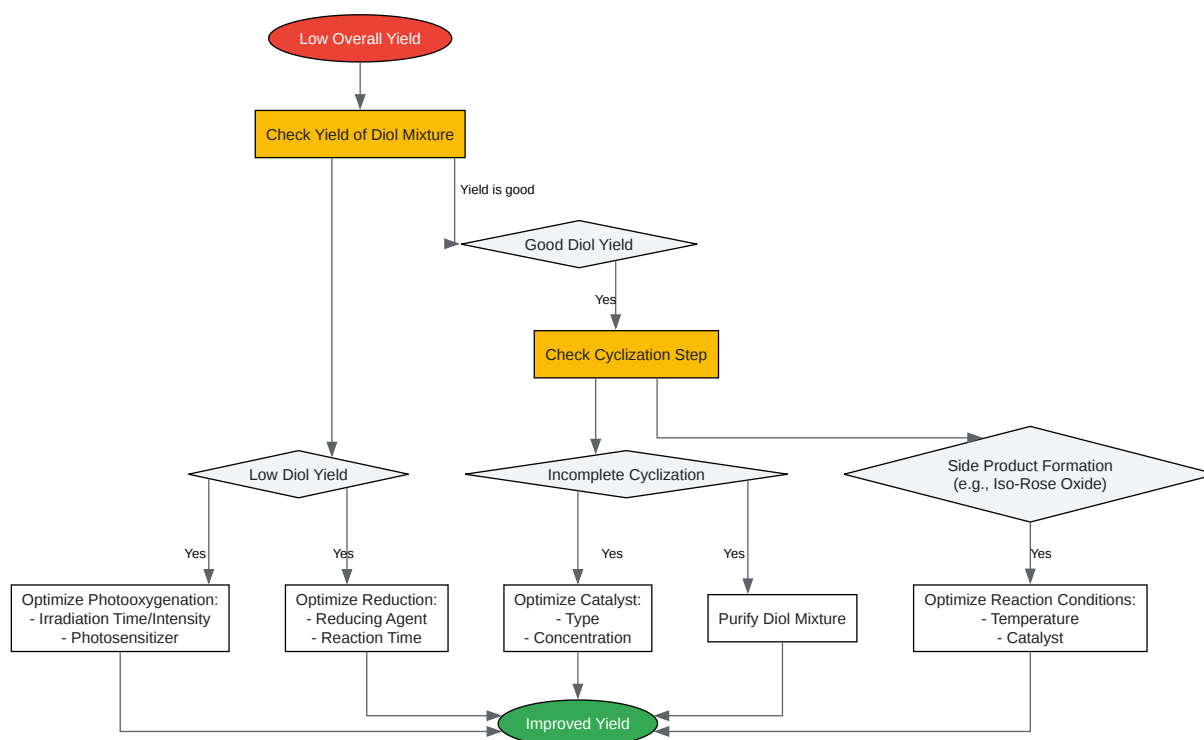 Low Overall Yield
Check Yield of Diol Mixture
Yield is good
Good Diol Yield
Yes
Check Cyclization Step
Low Diol Yield
Incomplete Cyclization
Side Product Formation
(e.g., Iso-Rose Oxide)
Yes
Yes
Yes
Yes
Yes
Optimize Photooxygenation:
- Irradiation Time/Intensity
- Photosensitizer
Optimize Reduction:
- Reducing Agent
- Reaction Time
Optimize Catalyst:
- Type
- Concentration
Purify Diol Mixture
Optimize Reaction Conditions:
- Temperature
- Catalyst
Improved Yield